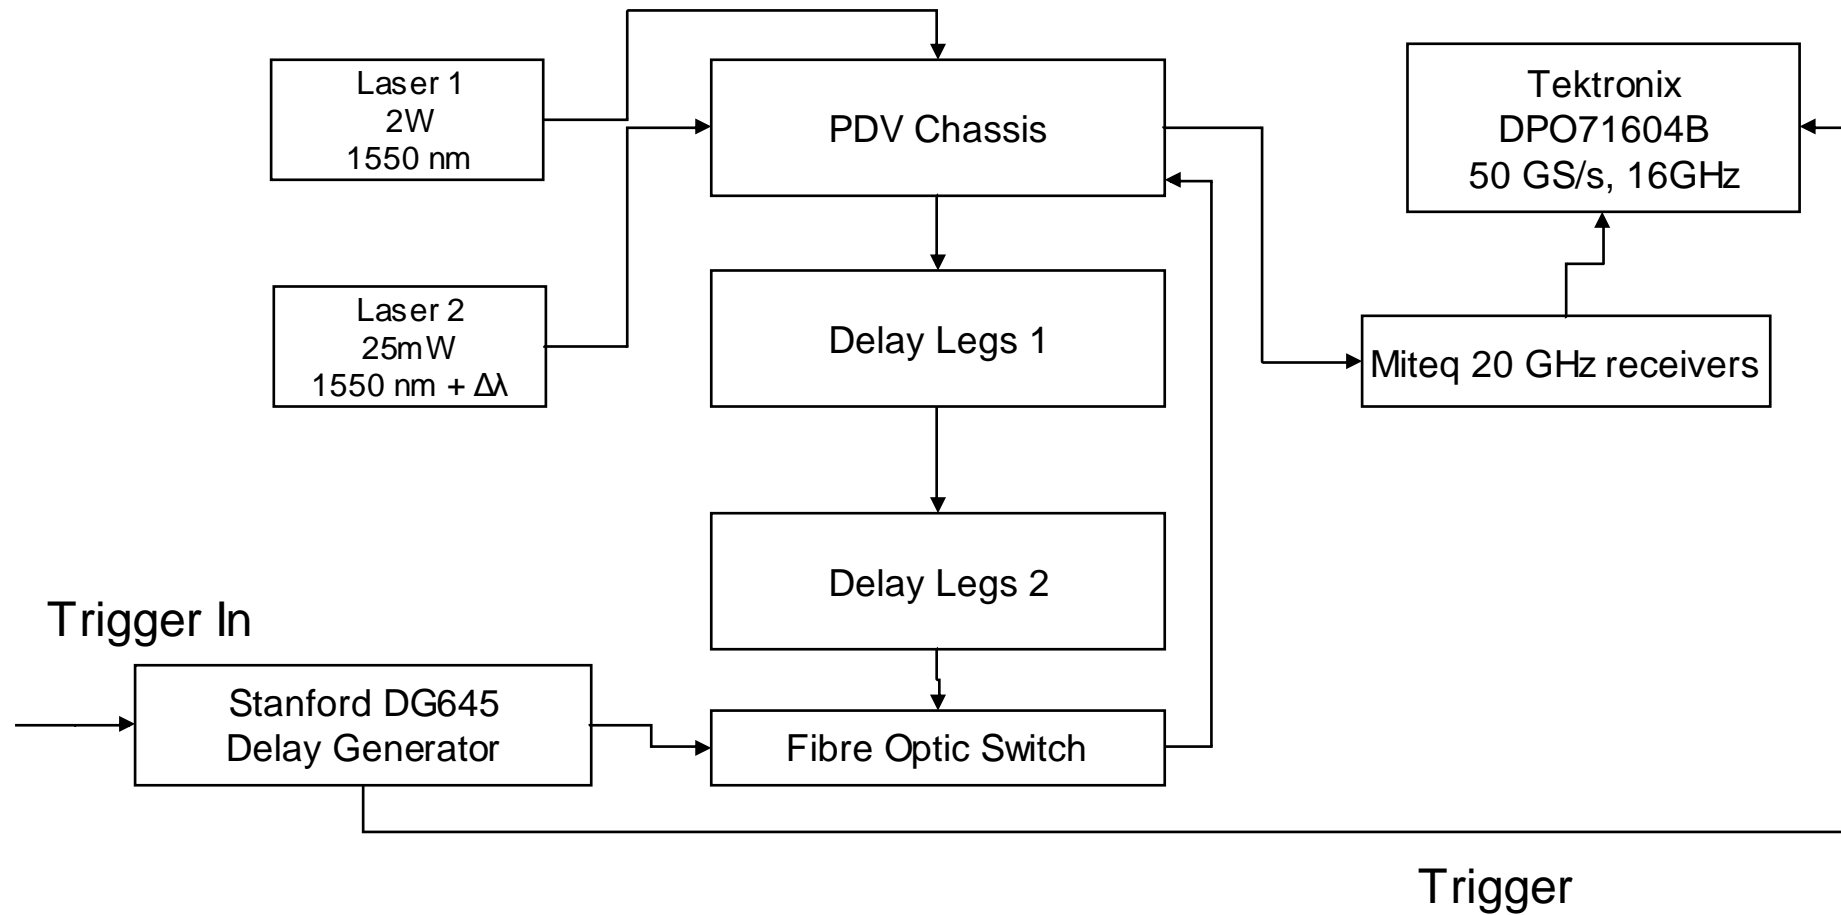 Laser 1
2W
1550 nm
PDV Chassis
Tektronix
DPO71604B
50 GS/s, 16GHz
Laser 2
25mW
1550 nm + Δλ
Delay Legs 1
Miteq 20 GHz receivers
Delay Legs 2
Trigger In
Stanford DG645
Delay Generator
Fibre Optic Switch
Trigger